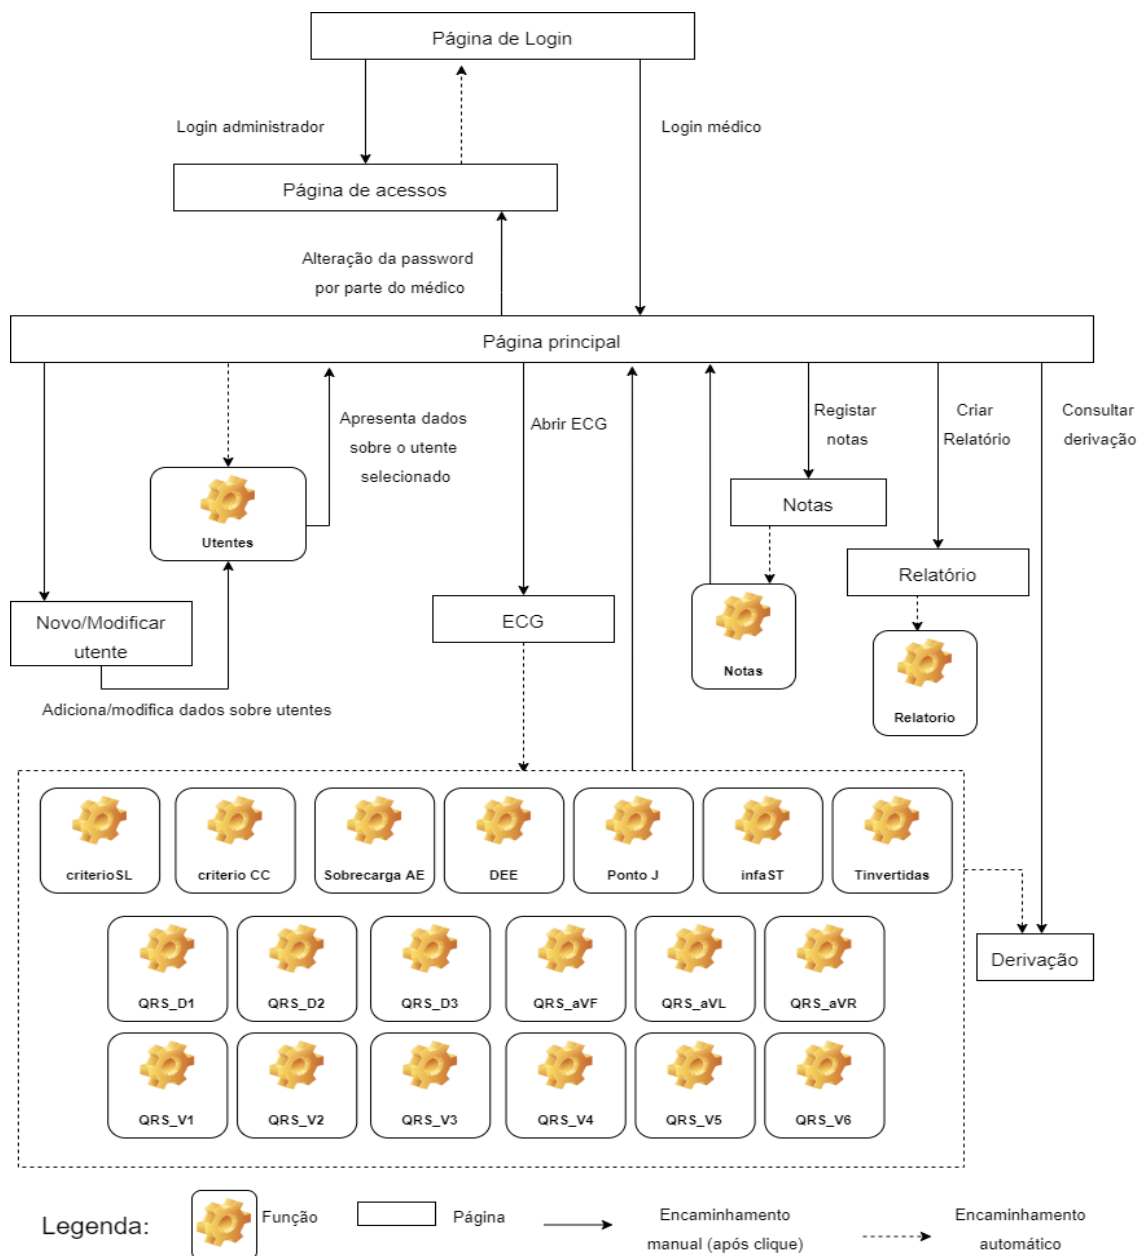 Página de Login
Login administrador
Login médico
Página de acessos
Alteração da password
por parte do médico
Página principal
Apresenta dados
sobre o utente
selecionado
Abrir ECG
Registar
notas
Criar
Relatório
Consultar
derivação
Utentes
Notas
Relatório
Novo/Modificar
utente
ECG
Notas
Relatorio
Adiciona/modifica dados sobre utentes
criterioSL
criterio CC
Sobrecarga AE
DEE
Ponto J
infaST
Tinvertidas
Derivação
QRS_D1
QRS_D2
QRS_D3
QRS_aVF
QRS_aVL
QRS_aVR
QRS_V1
QRS_V2
QRS_V3
QRS_V4
QRS_V5
QRS_V6
Legenda:
Função
Página
Encaminhamento
manual (após clique)
Encaminhamento
automático